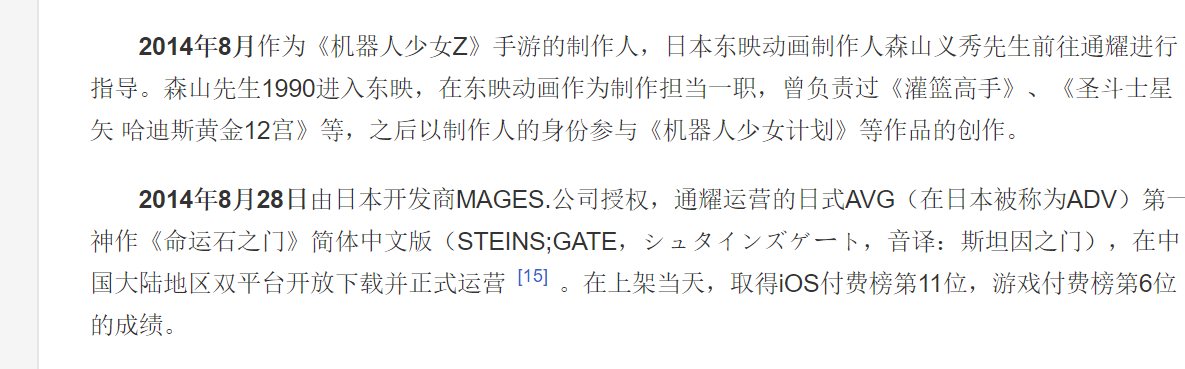 2014年8月作为《机器人少女Z》手游的制作人，日本东映动画制作人森山义秀先生前往通耀进行
指导。森山先生1990进入东映，在东映动画作为制作担当一职，曾负责过《灌篮高手》、《圣斗士星
矢 哈迪斯黄金12宫》等，之后以制作人的身份参与《机器人少女计划》等作品的创作。
2014年8月28日由日本开发商MAGES.公司授权，通耀运营的日式AVG（在日本被称为ADV）第一
神作《命运石之门》简体中文版（STEINS;GATE，シュタインズゲート，音译：斯坦因之门），在中
国大陆地区双平台开放下载并正式运营 [15] 。在上架当天，取得iOS付费榜第11位，游戏付费榜第6位
的成绩。